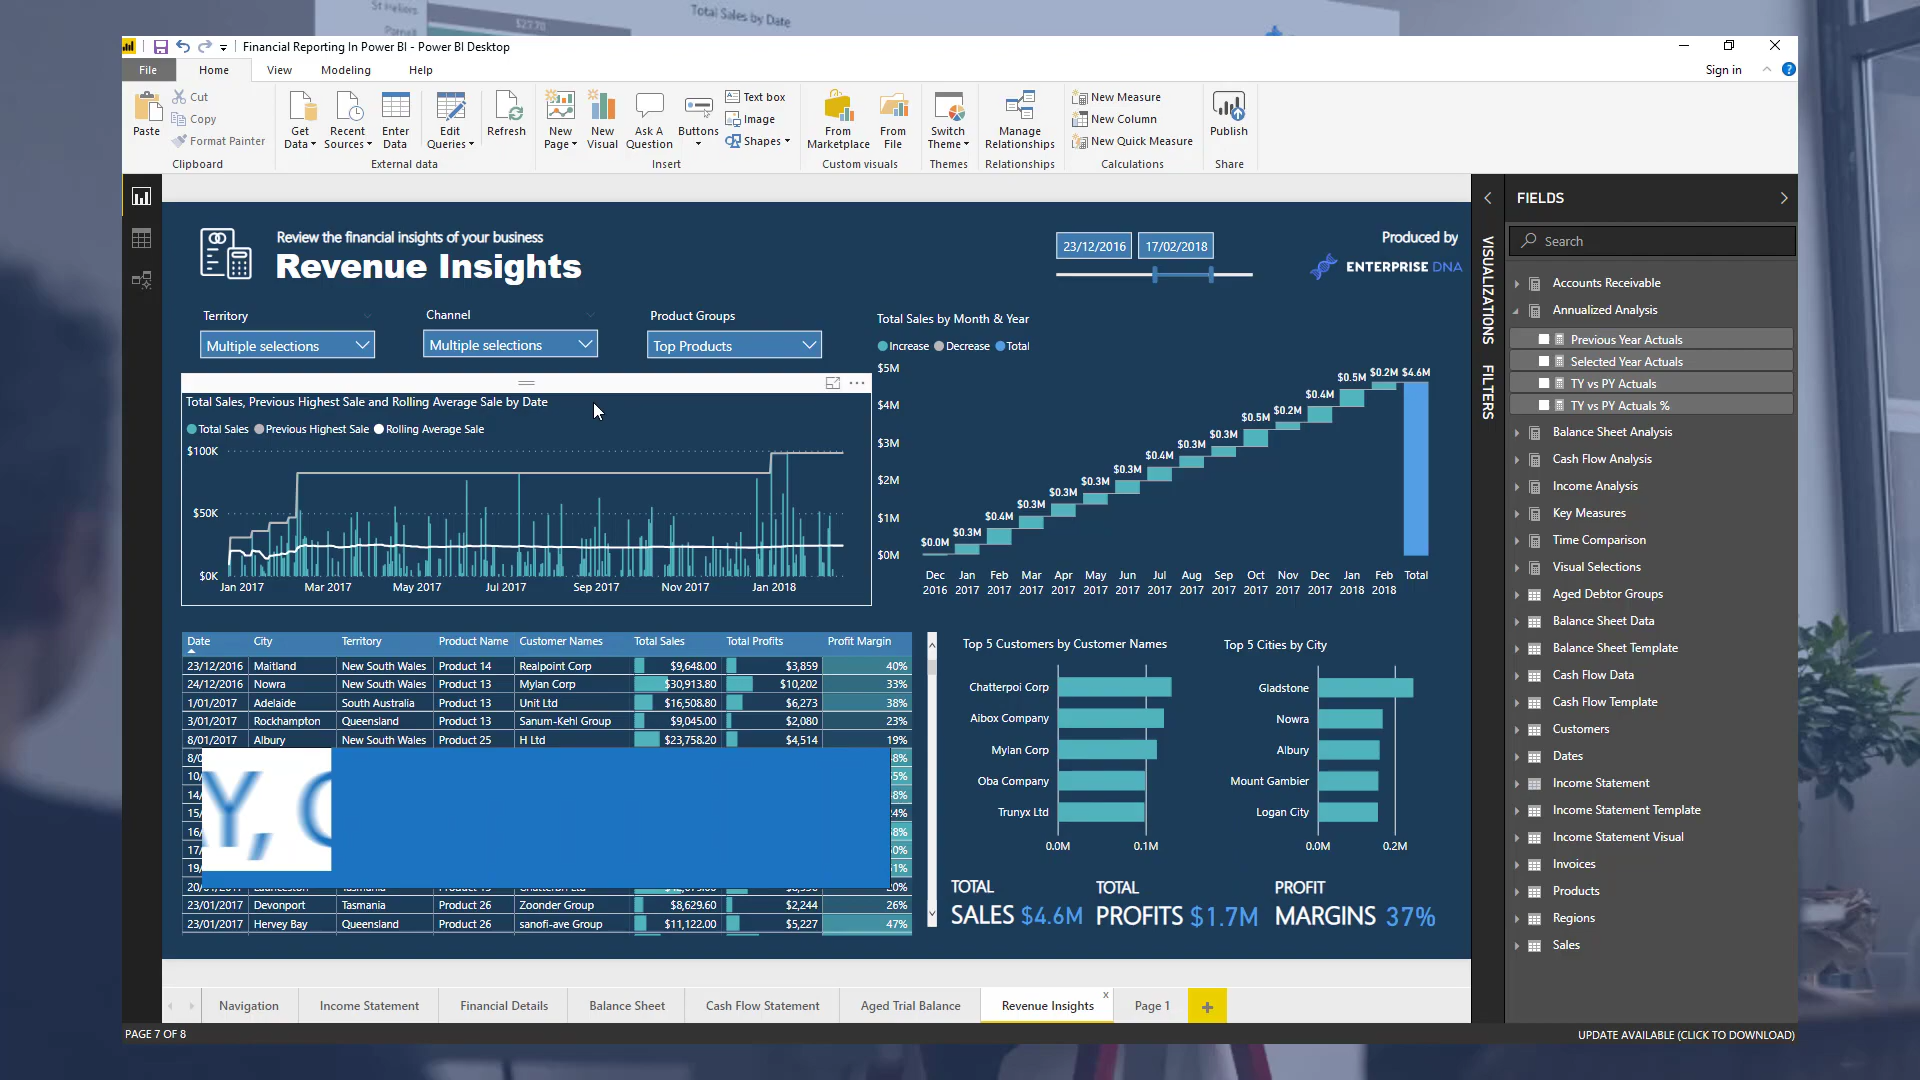 St Heliers
$27.70
Total Sales by Date
Financial Reporting In Power BI - Power BI Desktop
File Home View Modeling Help
Sign in
Paste
Cut
Copy
Format Painter
Clipboard
Get Data
Recent Sources
Enter Data
Edit Queries
Refresh
External data
New Page
New Visual
Ask A Question
Buttons
Text box
Image
Shapes
Insert
From Marketplace
From File
Custom visuals
Switch Theme
Themes
Manage Relationships
Relationships
New Measure
New Column
New Quick Measure
Calculations
Publish
Share
Review the financial insights of your business
Revenue Insights
23/12/2016 17/02/2018
Produced by
ENTERPRISE DNA
Territory
Multiple selections
Channel
Multiple selections
Product Groups
Top Products
Total Sales, Previous Highest Sale and Rolling Average Sale by Date
Total Sales Previous Highest Sale Rolling Average Sale
$100K
$50K
$0K
Jan 2017 Mar 2017 May 2017 Jul 2017 Sep 2017 Nov 2017 Jan 2018
Total Sales by Month & Year
Increase Decrease Total
$5M
$4M
$3M
$2M
$1M
$0M
$0.0M $0.3M $0.4M $0.3M $0.3M $0.3M $0.3M $0.4M $0.3M $0.3M $0.5M $0.2M $0.4M $0.5M $0.2M $4.6M
Dec Jan Feb Mar Apr May Jun Jul Aug Sep Oct Nov Dec Jan Feb Total
2016 2017 2017 2017 2017 2017 2017 2017 2017 2017 2017 2017 2017 2018 2018
Date City Territory Product Name Customer Names Total Sales Total Profits Profit Margin
23/12/2016 Maitland New South Wales Product 14 Realpoint Corp $9,648.00 $3,859 40%
24/12/2016 Nowra New South Wales Product 13 Mylan Corp $30,913.80 $10,202 33%
1/01/2017 Adelaide South Australia Product 13 Unit Ltd $16,508.80 $6,273 38%
3/01/2017 Rockhampton Queensland Product 13 Sanum-Kehl Group $9,045.00 $2,080 23%
8/01/2017 Albury New South Wales Product 25 H Ltd $23,758.20 $4,514 19%
Y,
23/01/2017 Devonport Tasmania Product 26 Zoonder Group $8,629.60 $2,244 26%
23/01/2017 Hervey Bay Queensland Product 26 sanofi-ave Group $11,122.00 $5,227 47%
Top 5 Customers by Customer Names
Chatterpoi Corp
Aibox Company
Mylan Corp
Oba Company
Trunyx Ltd
0.0M 0.1M
Top 5 Cities by City
Gladstone
Nowra
Albury
Mount Gambier
Logan City
0.0M 0.2M
TOTAL SALES $4.6M
TOTAL PROFITS $1.7M
PROFIT MARGINS 37%
VISUALIZATIONS
FILTERS
FIELDS
Search
Accounts Receivable
Annualized Analysis
Previous Year Actuals
Selected Year Actuals
TY vs PY Actuals
TY vs PY Actuals %
Balance Sheet Analysis
Cash Flow Analysis
Income Analysis
Key Measures
Time Comparison
Visual Selections
Aged Debtor Groups
Balance Sheet Data
Balance Sheet Template
Cash Flow Data
Cash Flow Template
Customers
Dates
Income Statement
Income Statement Template
Income Statement Visual
Invoices
Products
Regions
Sales
Navigation Income Statement Financial Details Balance Sheet Cash Flow Statement Aged Trial Balance Revenue Insights Page 1
PAGE 7 OF 8
UPDATE AVAILABLE (CLICK TO DOWNLOAD)